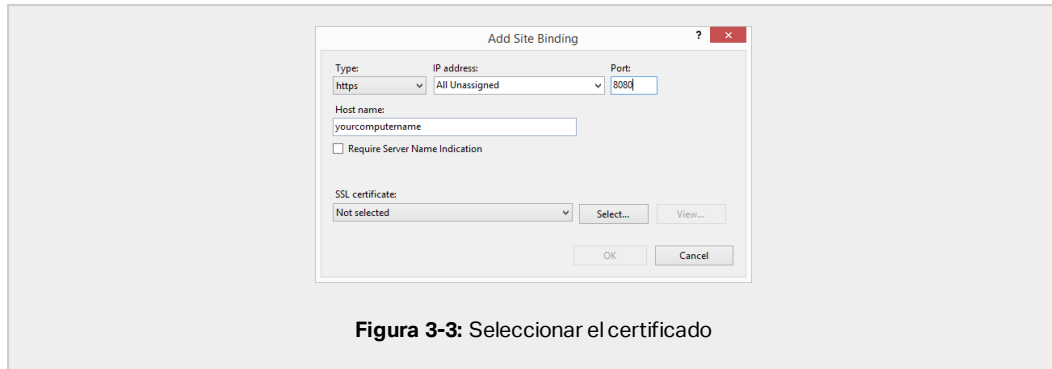 Add Site Binding
? ×
Type: IP address: Port:
https All Unassigned 8080
Host name:
yourcomputername
Require Server Name Indication
SSL certificate:
Not selected Select... View...
OK Cancel
Figura 3-3: Seleccionar el certificado